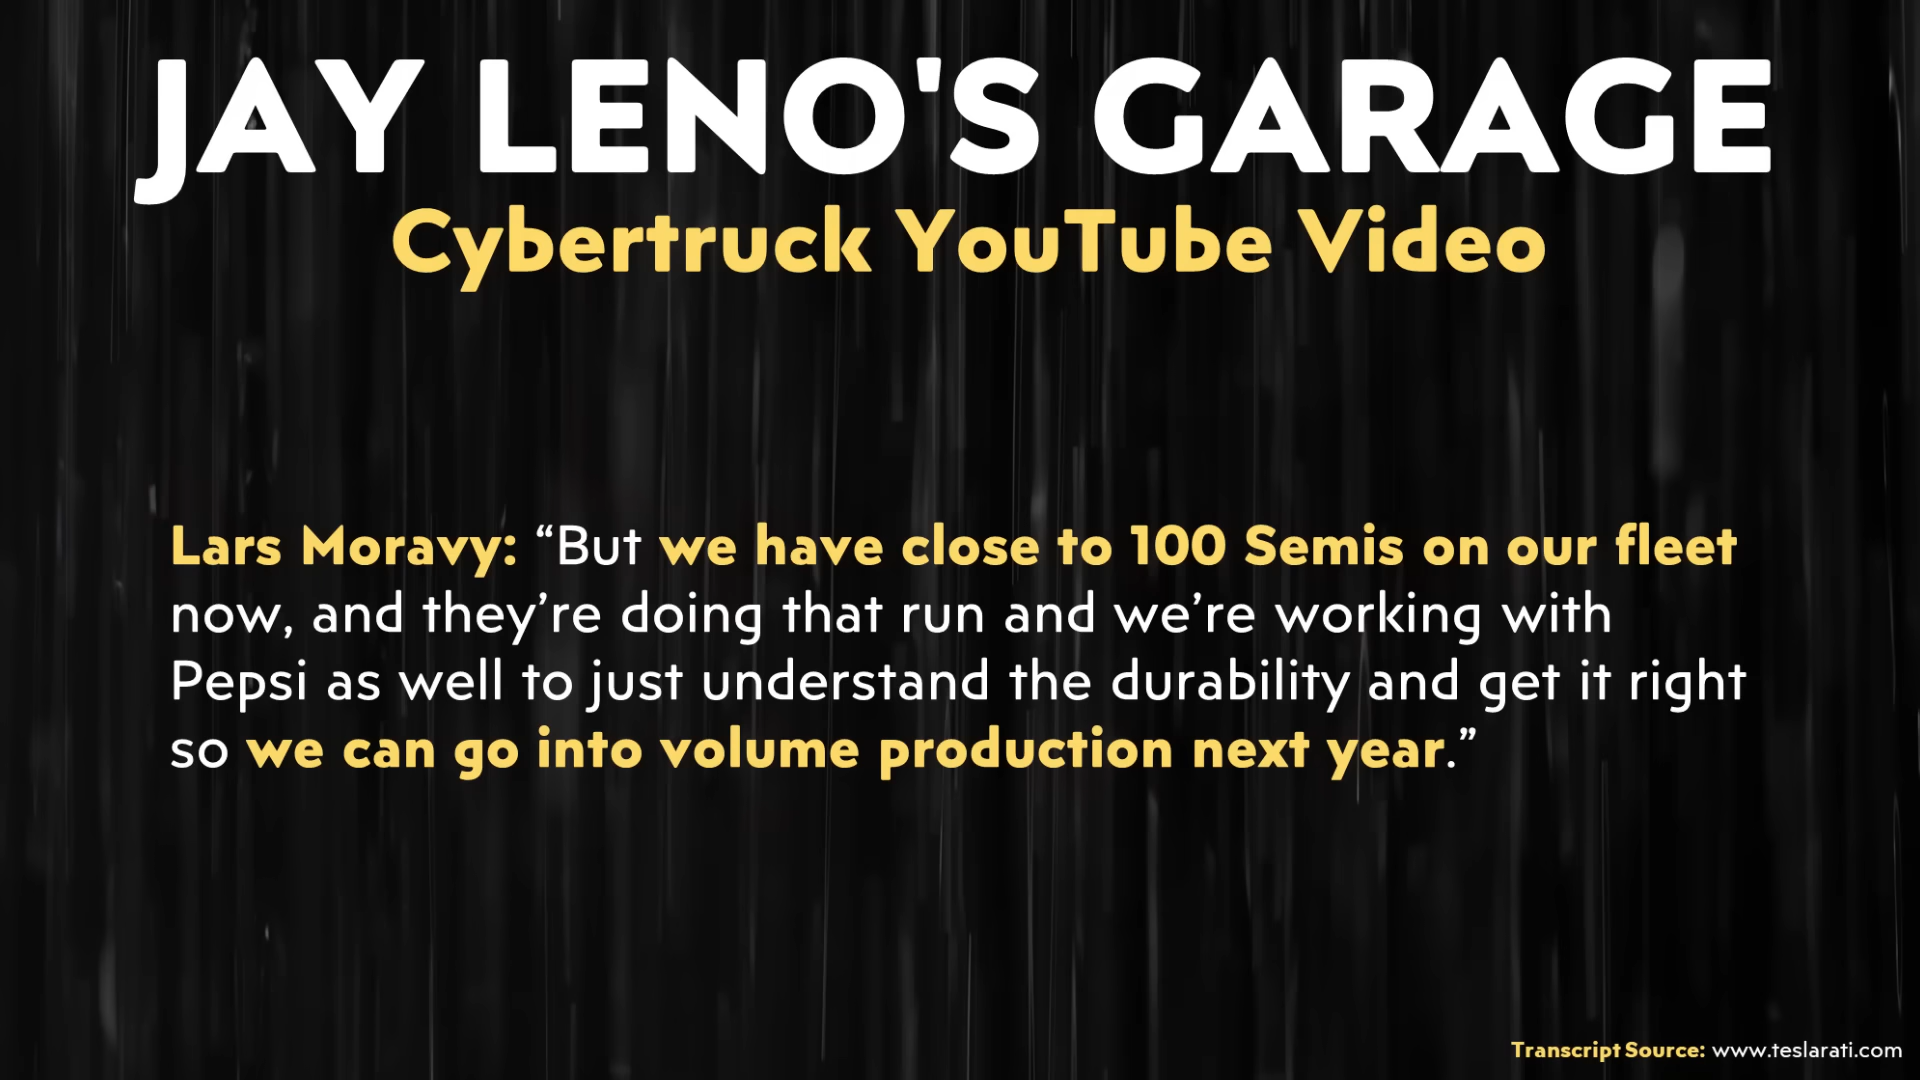 JAY LENO'S GARAGE
Cybertruck YouTube Video
Lars Moravy: “But we have close to 100 Semis on our fleet
now, and they’re doing that run and we’re working with
Pepsi as well to just understand the durability and get it right
so we can go into volume production next year.”
Transcript Source: www.teslarati.com